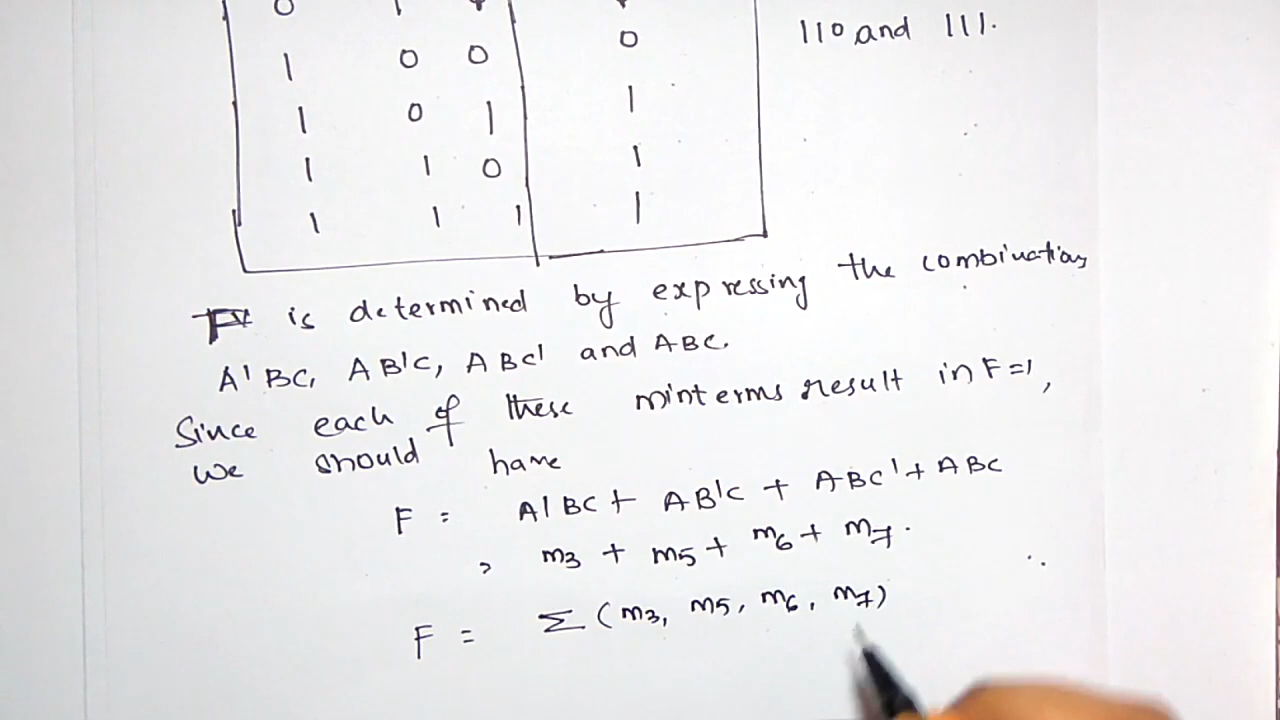 0 1
1 0 0 0
110 and 111.
1 0 1 1
1 1 0 1
1 1 1 1
is determined by expressing the combinations
A'BC, AB'C, ABC' and ABC.
Since each of these minterms result in F=1,
we should have
F = A'BC + AB'C + ABC' + ABC
= m3 + m5 + m6 + m7.
F = Σ (m3, m5, m6, m7)